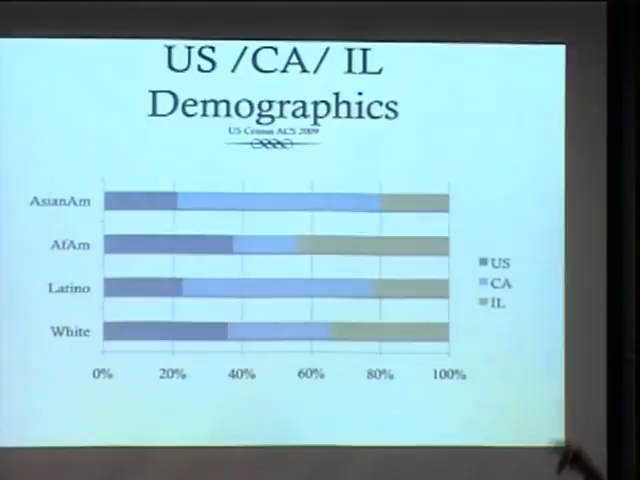 US /CA/ IL
Demographics
US Census ACS 2009
AsianAm
AfAm
Latino
White
US
CA
IL
0% 20% 40% 60% 80% 100%